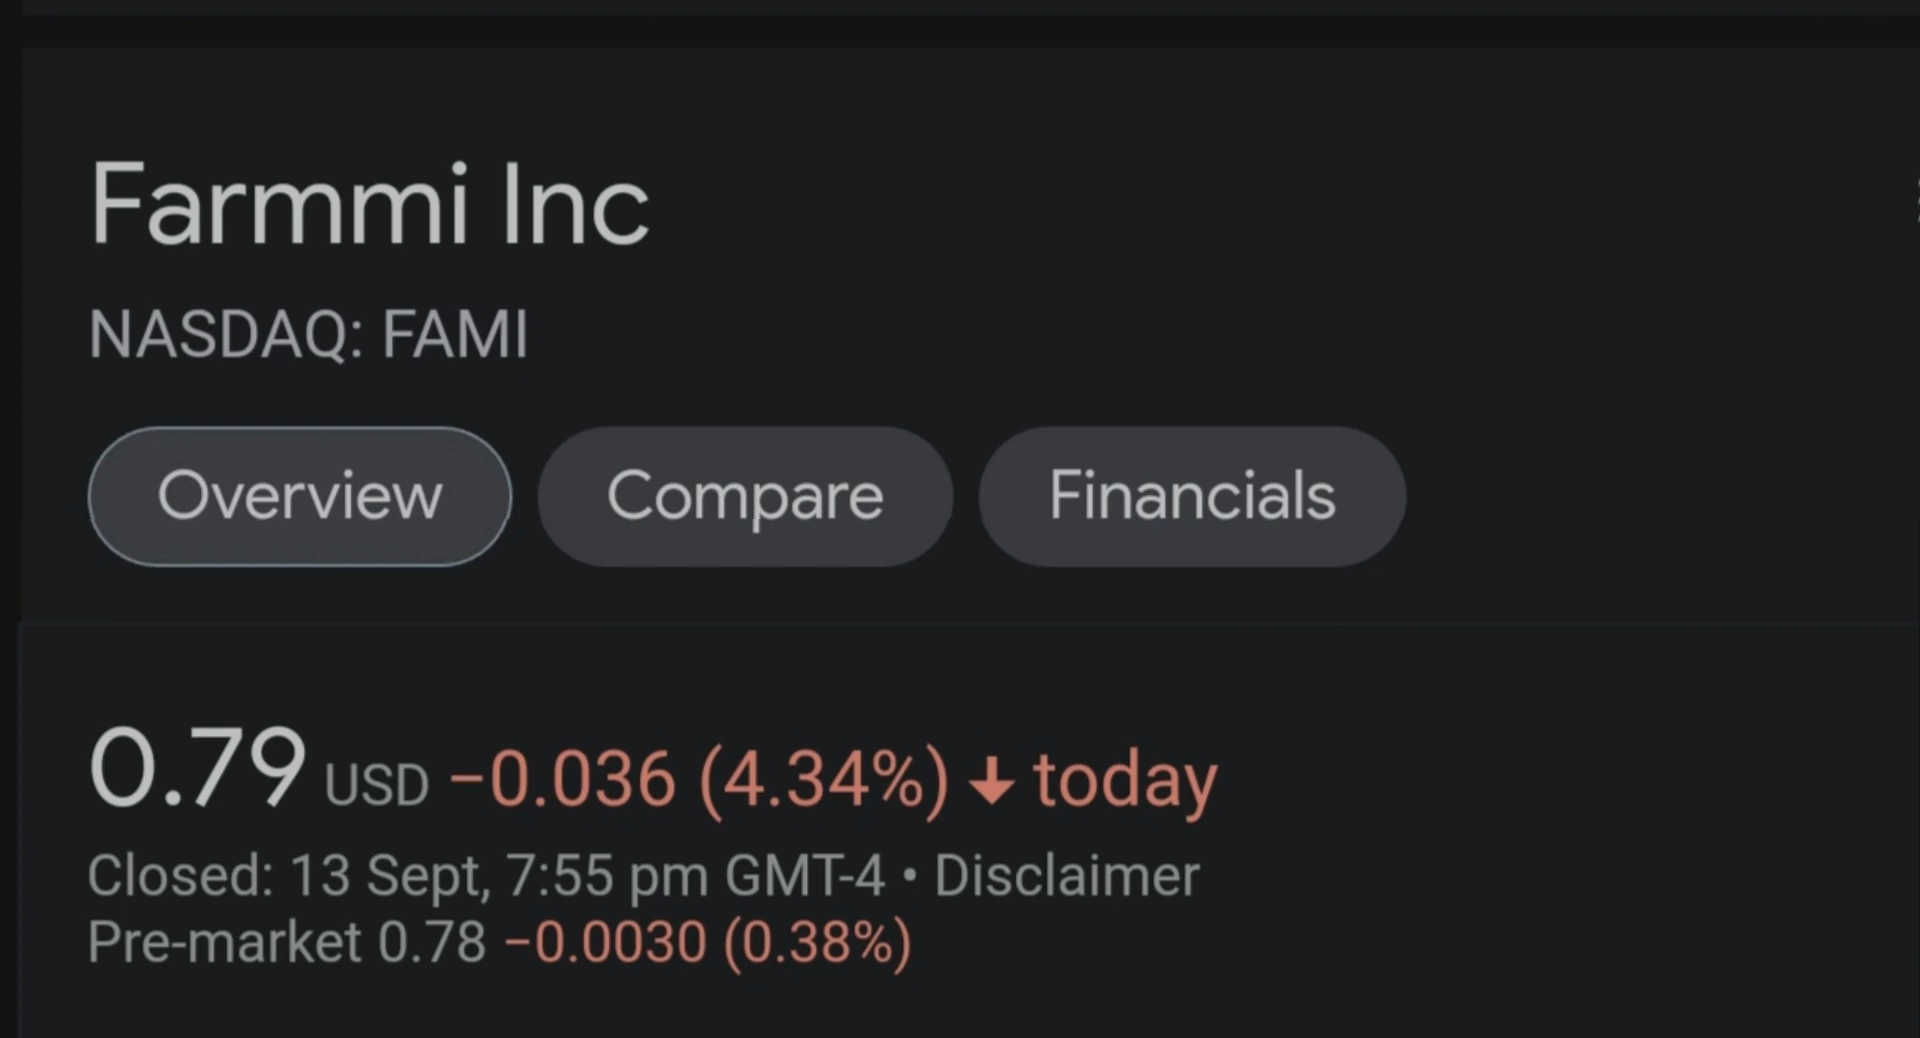 Farmmi Inc
NASDAQ: FAMI
Overview Compare Financials
0.79 USD −0.036 (4.34%) ↓ today
Closed: 13 Sept, 7:55 pm GMT-4 • Disclaimer
Pre-market 0.78 −0.0030 (0.38%)